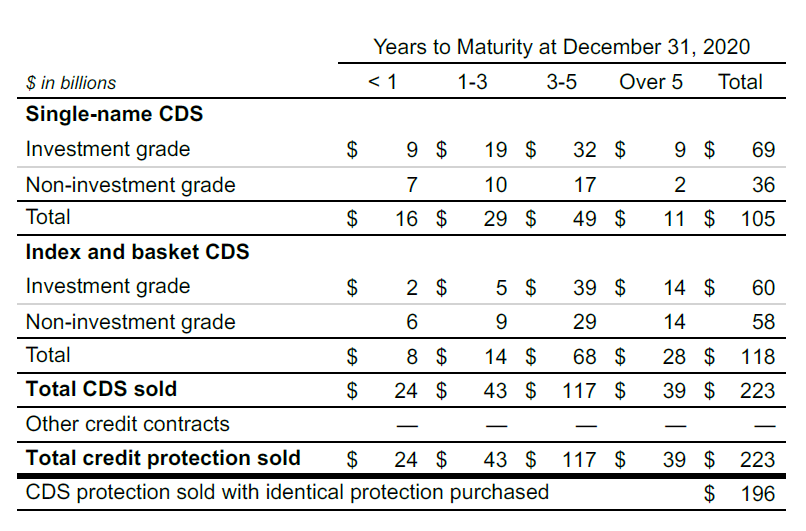 Years to Maturity at December 31, 2020
$ in billions < 1 1-3 3-5 Over 5 Total
Single-name CDS
Investment grade $ 9 $ 19 $ 32 $ 9 $ 69
Non-investment grade 7 10 17 2 36
Total $ 16 $ 29 $ 49 $ 11 $ 105
Index and basket CDS
Investment grade $ 2 $ 5 $ 39 $ 14 $ 60
Non-investment grade 6 9 29 14 58
Total $ 8 $ 14 $ 68 $ 28 $ 118
Total CDS sold $ 24 $ 43 $ 117 $ 39 $ 223
Other credit contracts — — — — —
Total credit protection sold $ 24 $ 43 $ 117 $ 39 $ 223
CDS protection sold with identical protection purchased $ 196